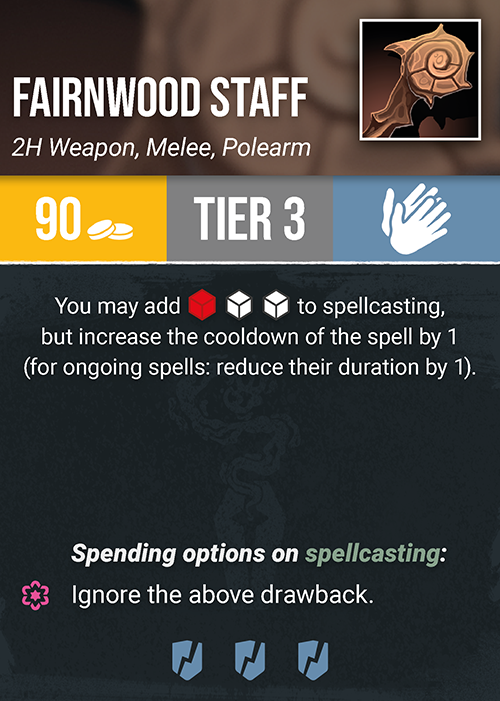 FAIRNWOOD STAFF
2H Weapon, Melee, Polearm
90 TIER 3
You may add to spellcasting,
but increase the cooldown of the spell by 1
(for ongoing spells: reduce their duration by 1).
Spending options on spellcasting:
Ignore the above drawback.